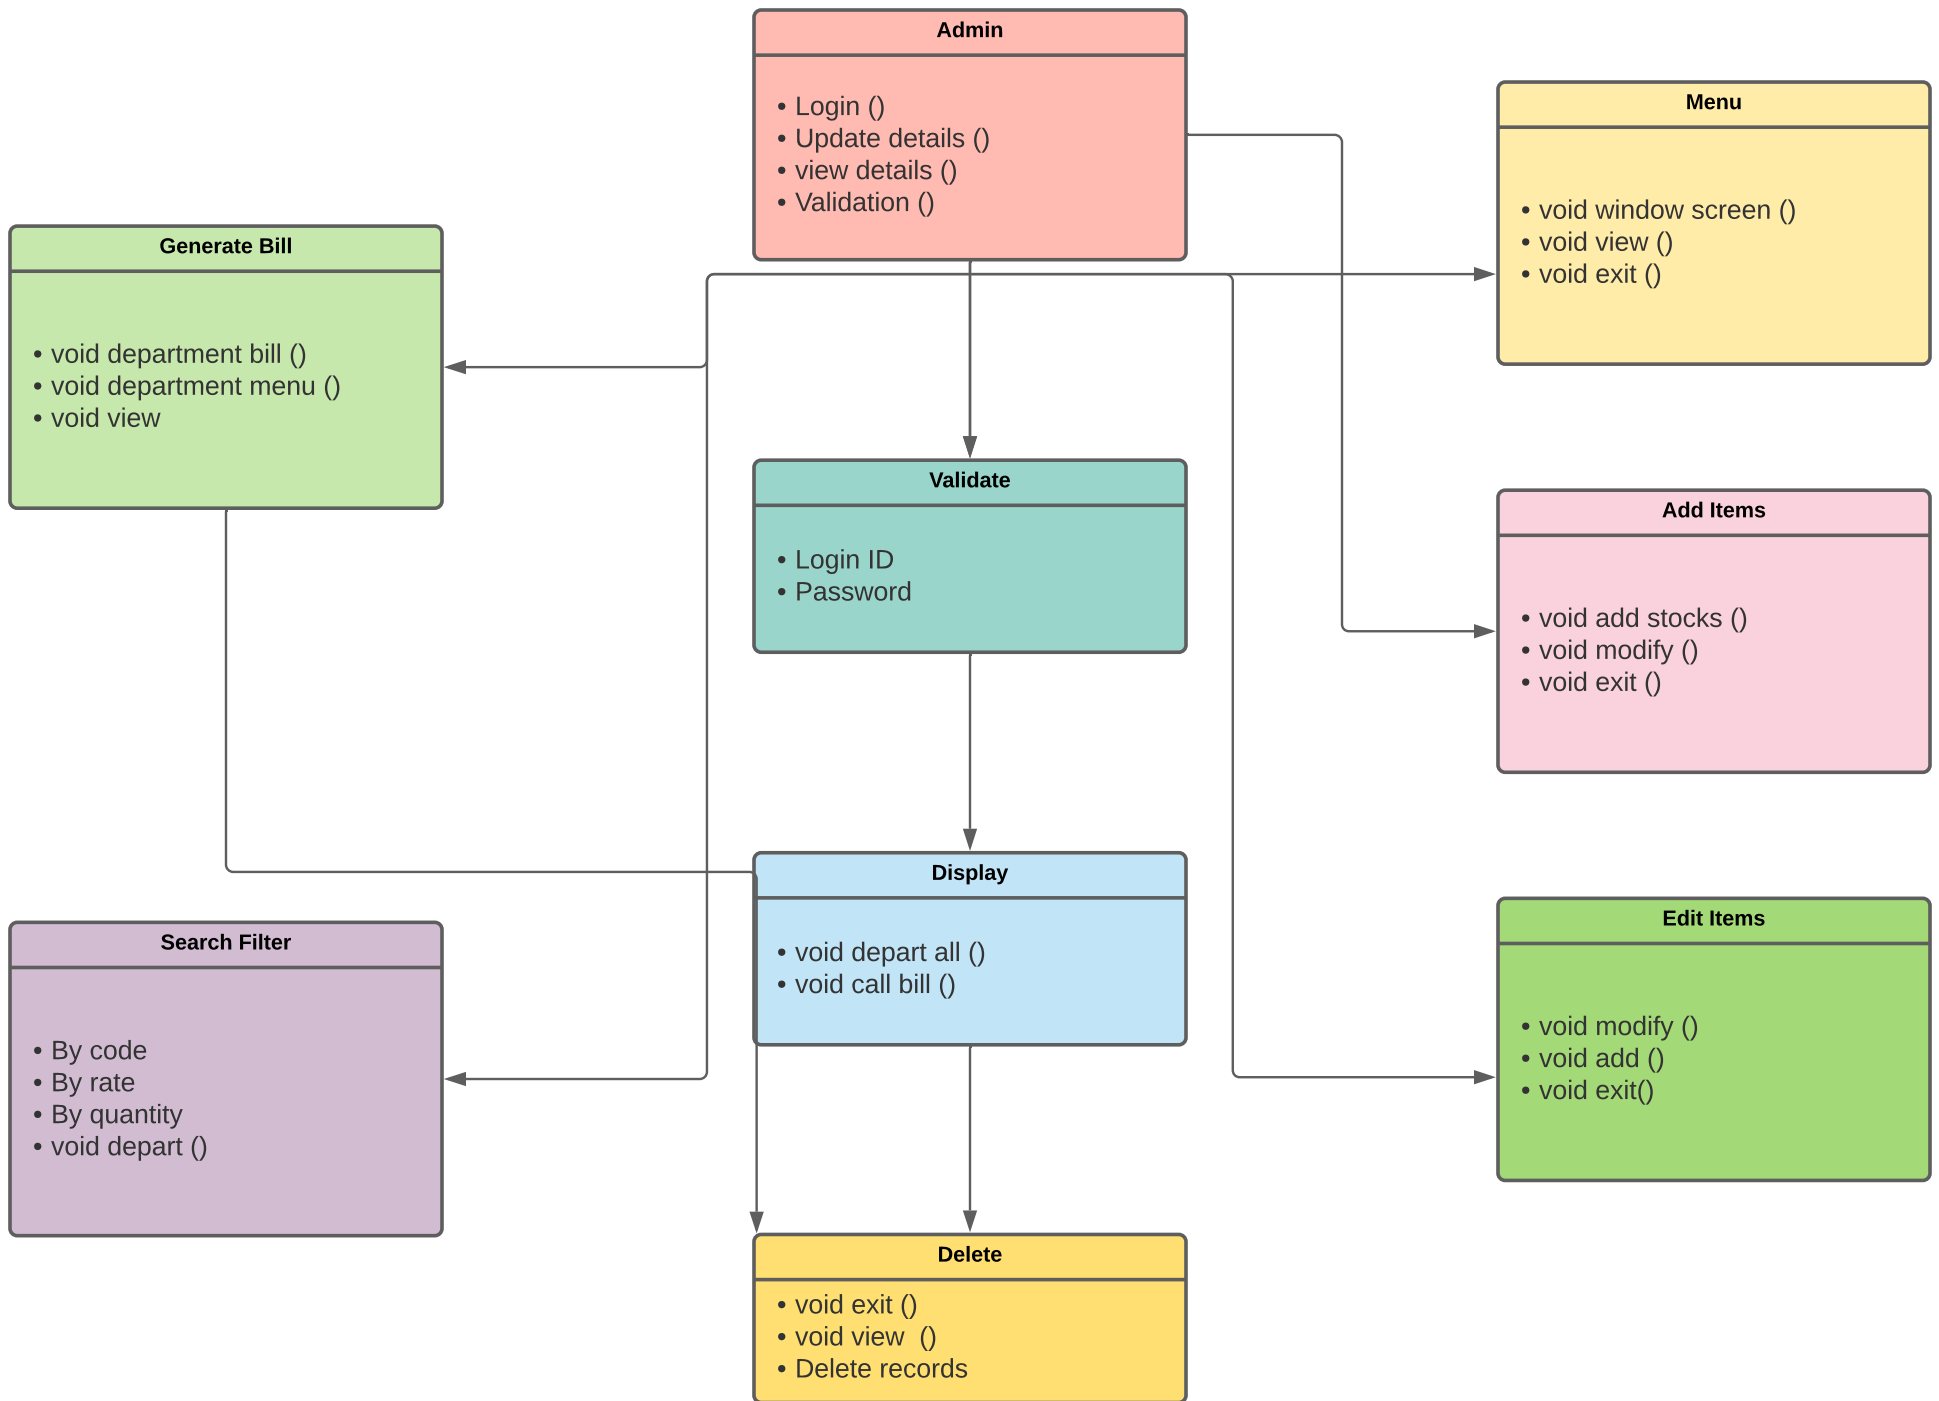 Admin
• Login ()
• Update details ()
• view details ()
• Validation ()
Menu
• void window screen ()
• void view ()
• void exit ()
Generate Bill
• void department bill ()
• void department menu ()
• void view
Validate
• Login ID
• Password
Add Items
• void add stocks ()
• void modify ()
• void exit ()
Display
• void depart all ()
• void call bill ()
Edit Items
• void modify ()
• void add ()
• void exit()
Search Filter
• By code
• By rate
• By quantity
• void depart ()
Delete
• void exit ()
• void view  ()
• Delete records